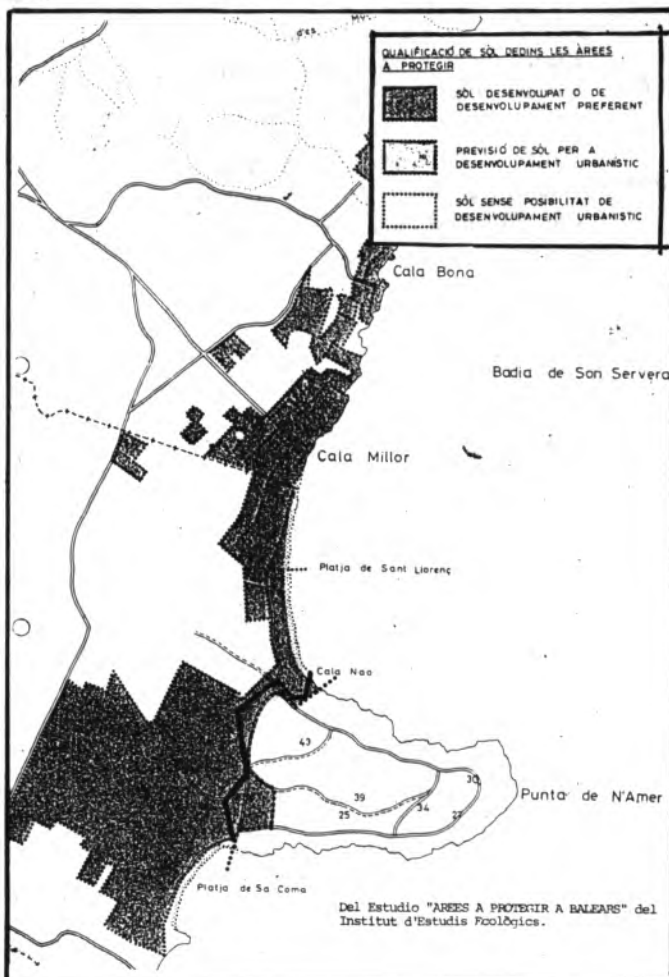 QUALIFICACIÓ DE SÒL DEDINS LES ÀREES
A PROTEGIR
SÒL DESENVOLUPAT O DE
DESENVOLUPAMENT PREFERENT
PREVISIÓ DE SÒL PER A
DESENVOLUPAMENT URBANÍSTIC
SÒL SENSE POSIBILITAT DE
DESENVOLUPAMENT URBANISTIC
Cala Bona
Badia de Son Servera
Cala Millor
Platja de Sant Llorenç
Cala Nao
43
30
39
34
25
27
Punta de N'Amer
Platja de Sa Coma
Del Estudio "AREES A PROTEGIR A BALEARS" del
Institut d'Estudis Ecològics.